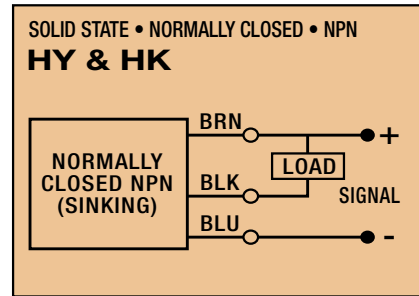 SOLID STATE • NORMALLY CLOSED • NPN
HY & HK
BRN
+
NORMALLY
CLOSED NPN
(SINKING)
LOAD
BLK
SIGNAL
BLU
-